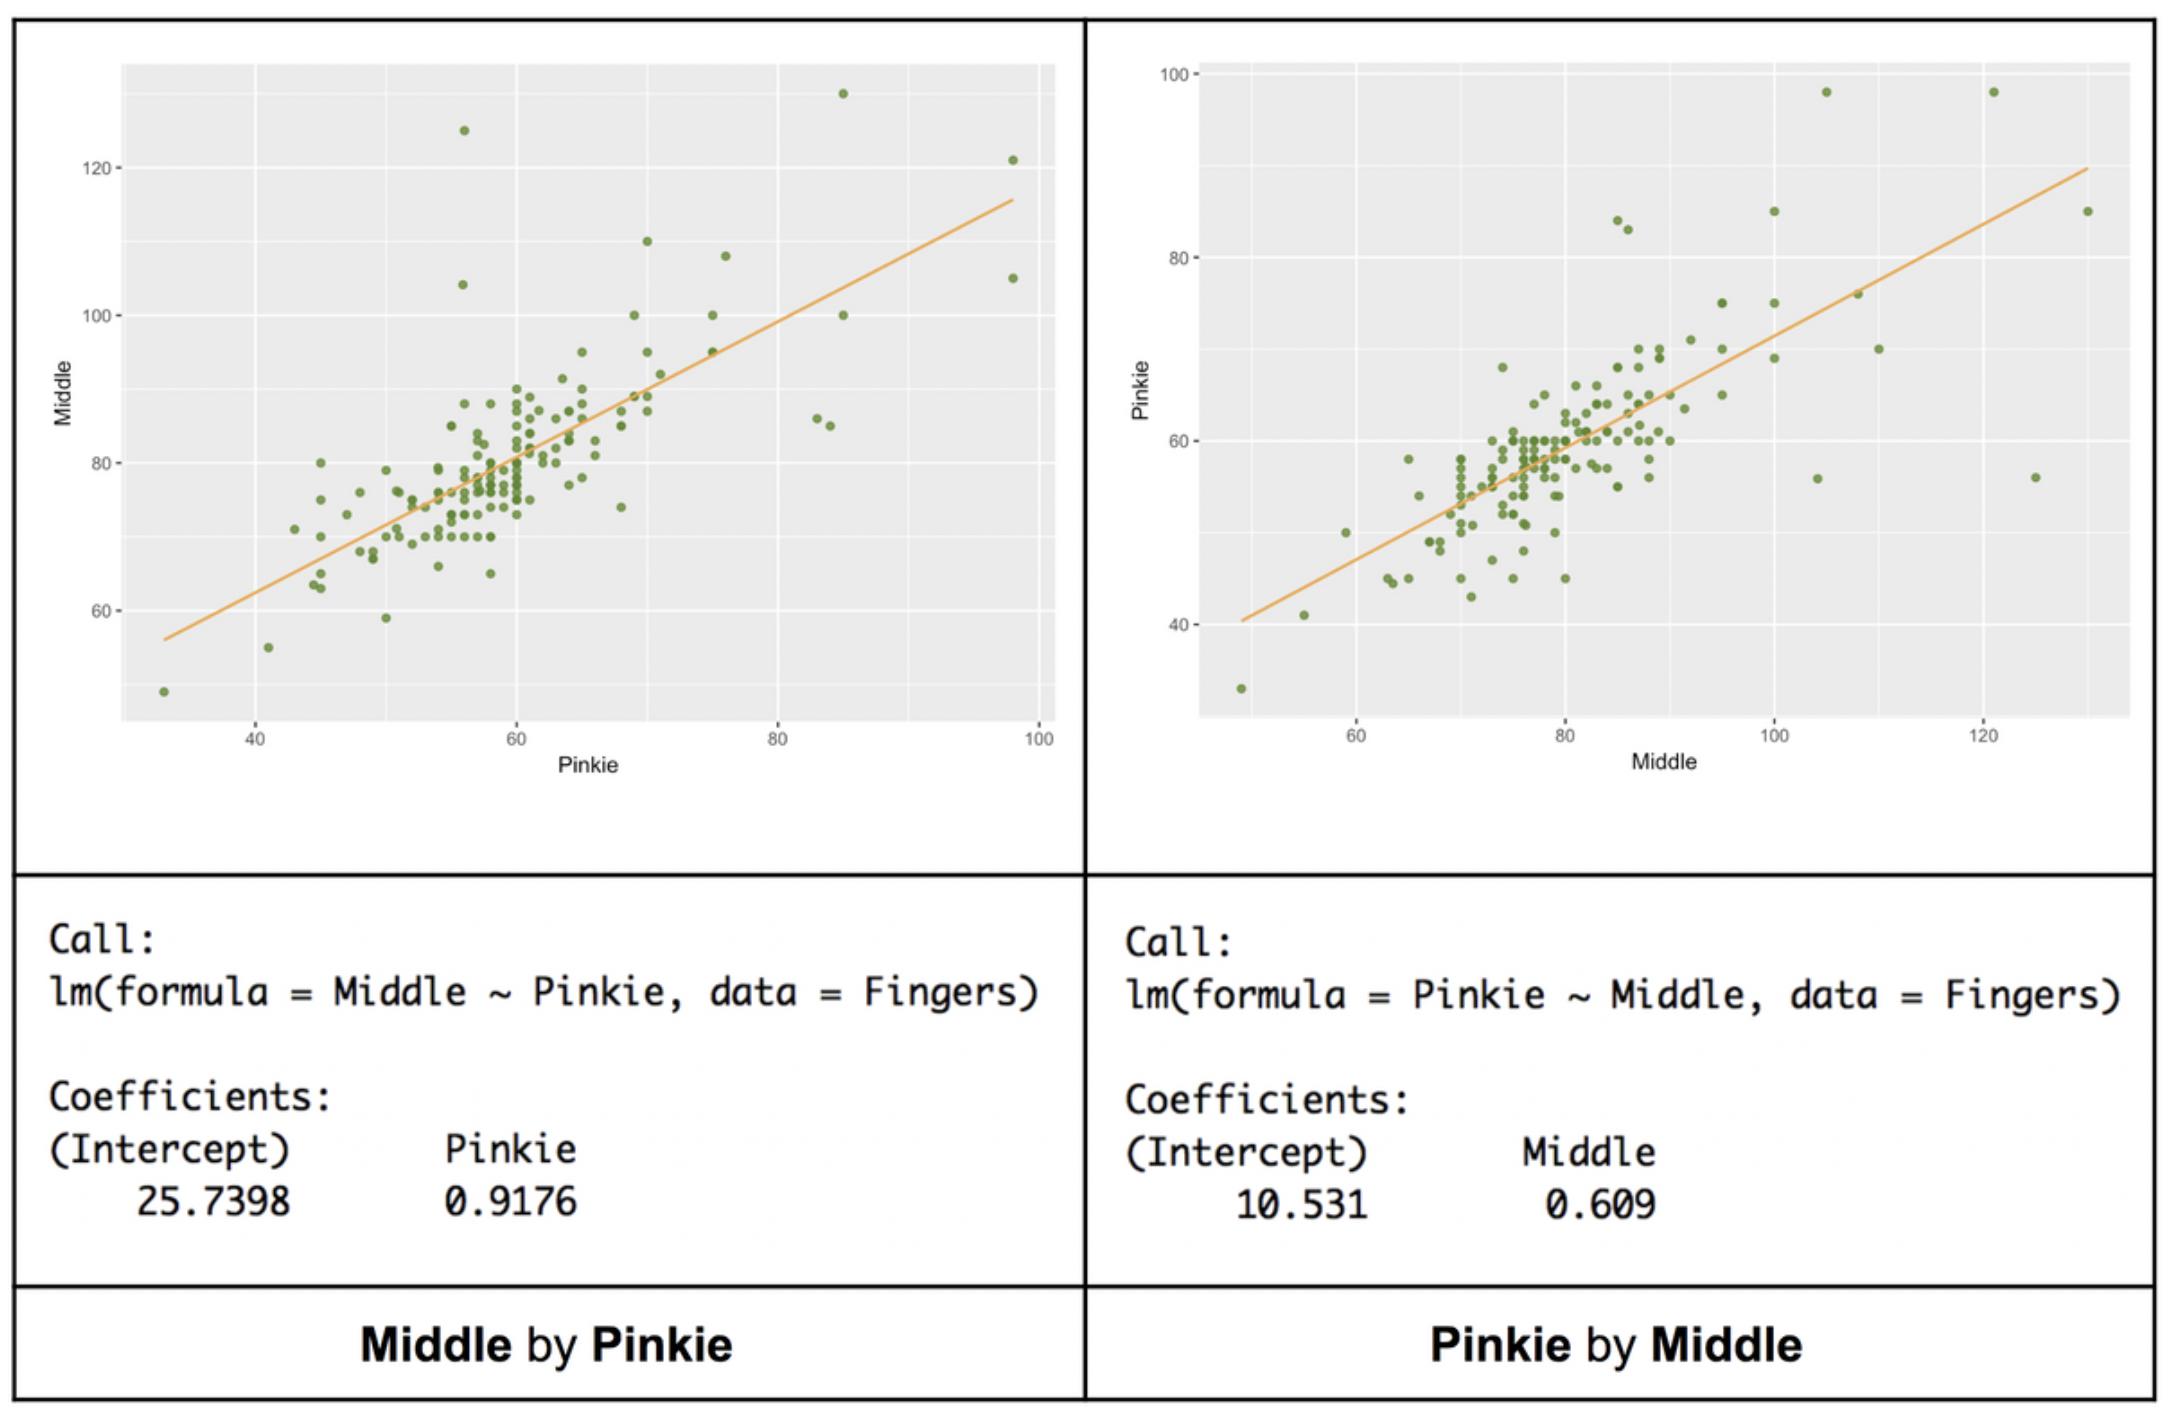 120
100
80
60
Middle
40
60
80
100
Pinkie
100
80
60
40
Pinkie
60
80
100
120
Middle
Call:
lm(formula = Middle ~ Pinkie, data = Fingers)
Coefficients:
(Intercept) Pinkie
25.7398 0.9176
Call:
lm(formula = Pinkie ~ Middle, data = Fingers)
Coefficients:
(Intercept) Middle
10.531 0.609
Middle by Pinkie
Pinkie by Middle